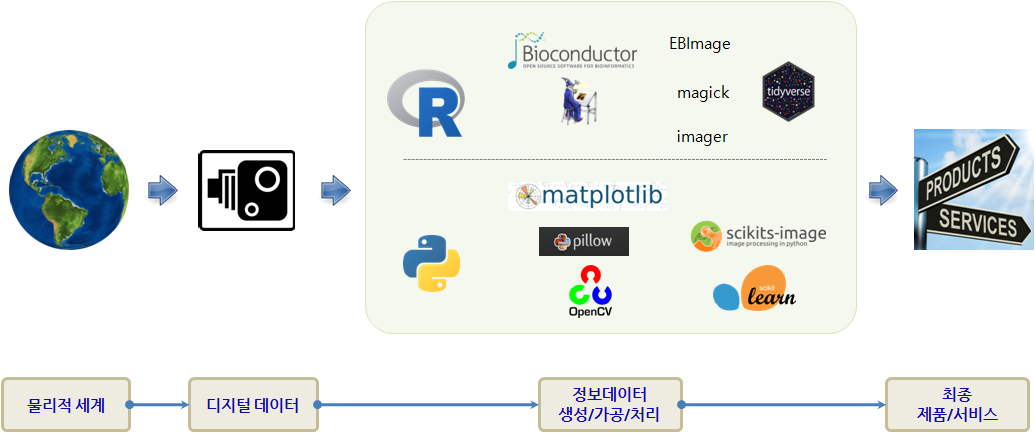 Bioconductor
OPEN SOURCE SOFTWARE FOR BIOINFORMATICS
EBImage
R
magick
tidyverse
imager
matplotlib
PRODUCTS
SERVICES
pillow
scikits-image
image processing in python
OpenCV
scikit
learn
물리적 세계
디지털 데이터
정보데이터
생성/가공/처리
최종
제품/서비스